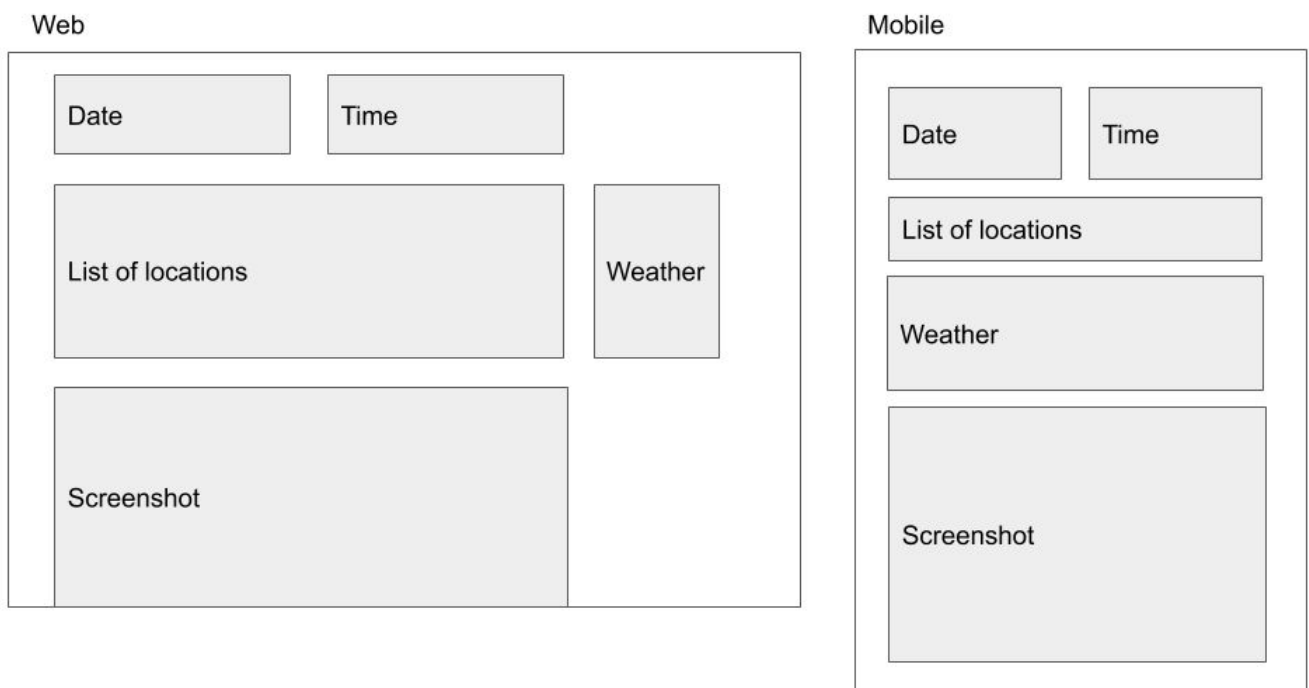 Web
Date
Time
List of locations
Weather
Screenshot
Mobile
Date
Time
List of locations
Weather
Screenshot